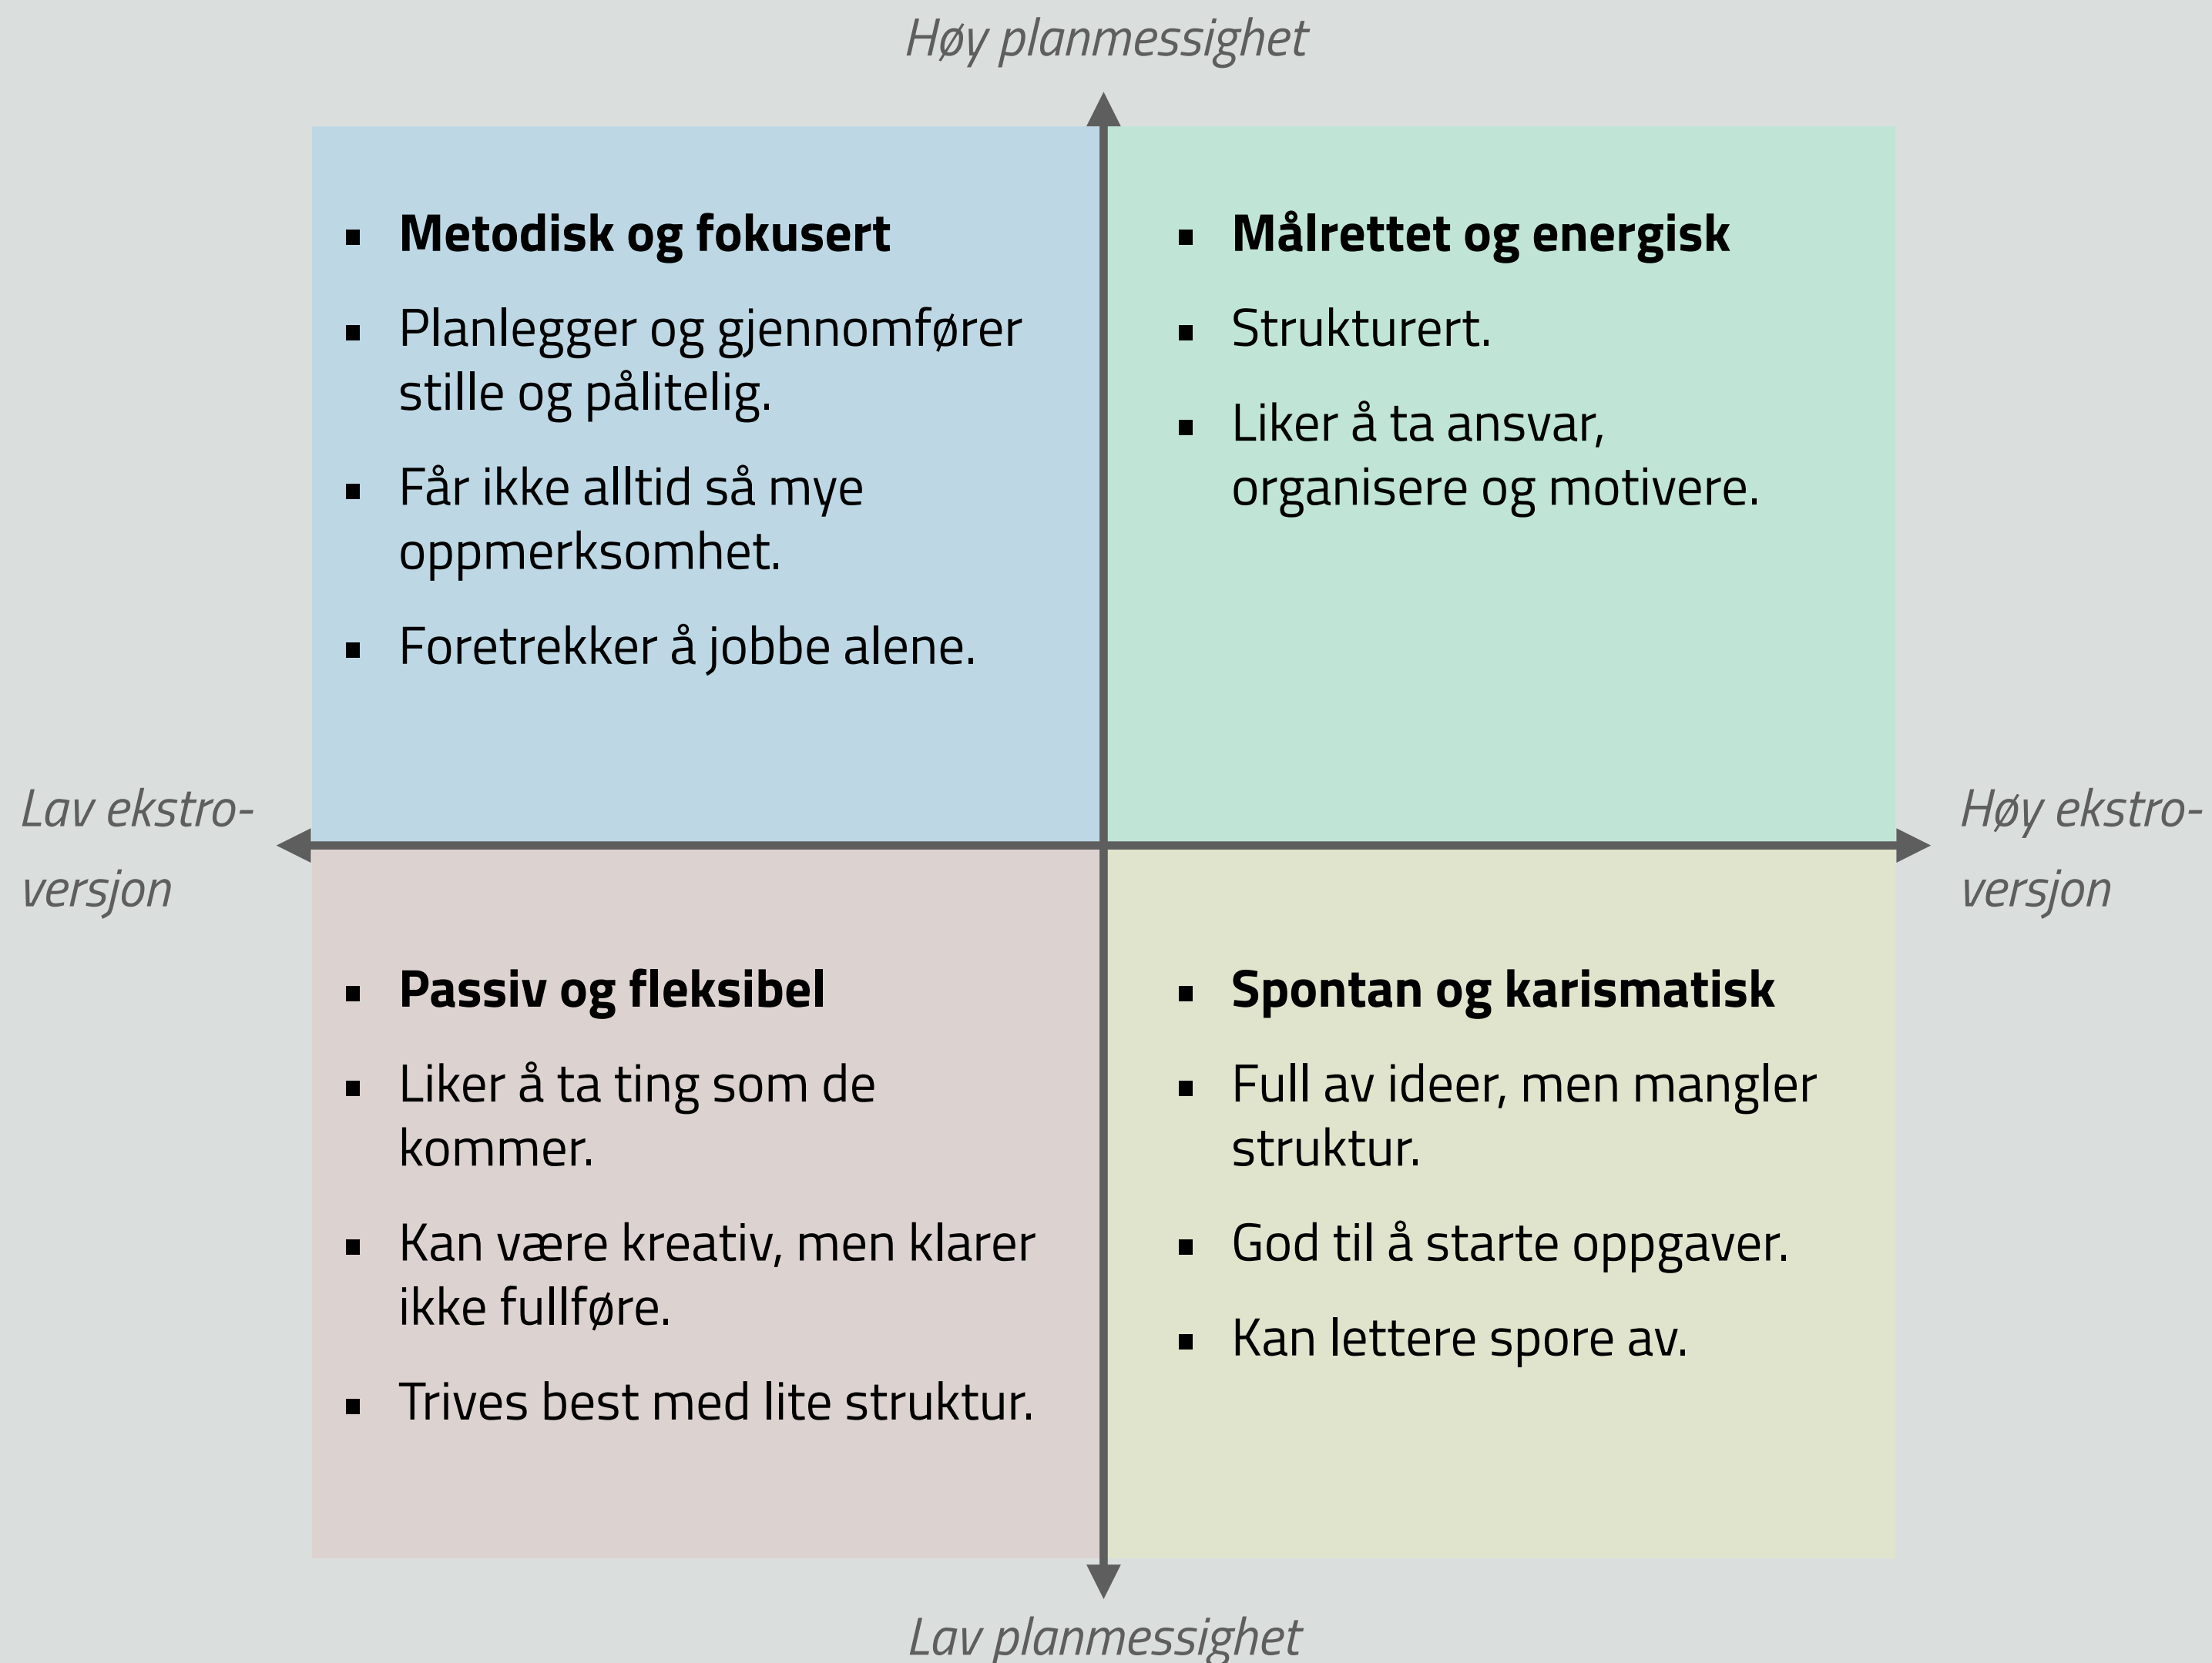 Høy planmessighet
Metodisk og fokusert
Planlegger og gjennomfører
stille og pålitelig.
Får ikke alltid så mye
oppmerksomhet.
Foretrekker å jobbe alene.
Målrettet og energisk
Strukturert.
Liker å ta ansvar,
organisere og motivere.
Lav ekstro-
versjon
Høy ekstro-
versjon
Passiv og fleksibel
Liker å ta ting som de
kommer.
Kan være kreativ, men klarer
ikke fullføre.
Trives best med lite struktur.
Spontan og karismatisk
Full av ideer, men mangler
struktur.
God til å starte oppgaver.
Kan lettere spore av.
Lav planmessighet